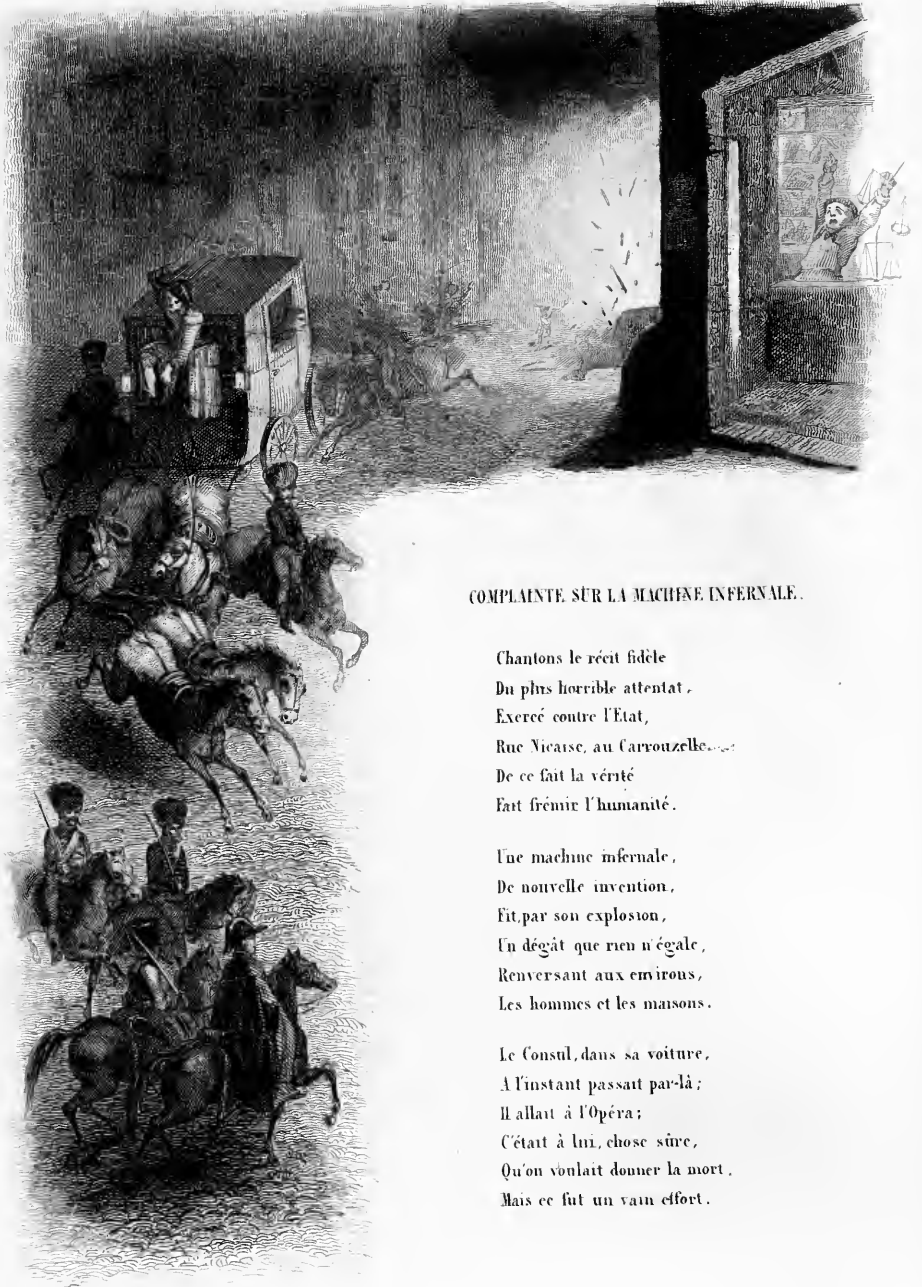 COMPLAINTE SUR LA MACHINE INFERNALE.
Chantons le récit fidèle
Du plus horrible attentat,
Exercé contre l'Etat,
Rue Nicaise, au Carrouzelle...
De ce fait la vérité
Fait frémir l'humanité.
Une machine infernale,
De nouvelle invention,
Fit, par son explosion,
Un dégât que rien n'égale,
Renversant aux environs,
Les hommes et les maisons.
Le Consul, dans sa voiture,
A l'instant passait par-là;
Il allait à l'Opéra;
C'était à lui, chose sûre,
Qu'on voulait donner la mort,
Mais ce fut un vain effort.